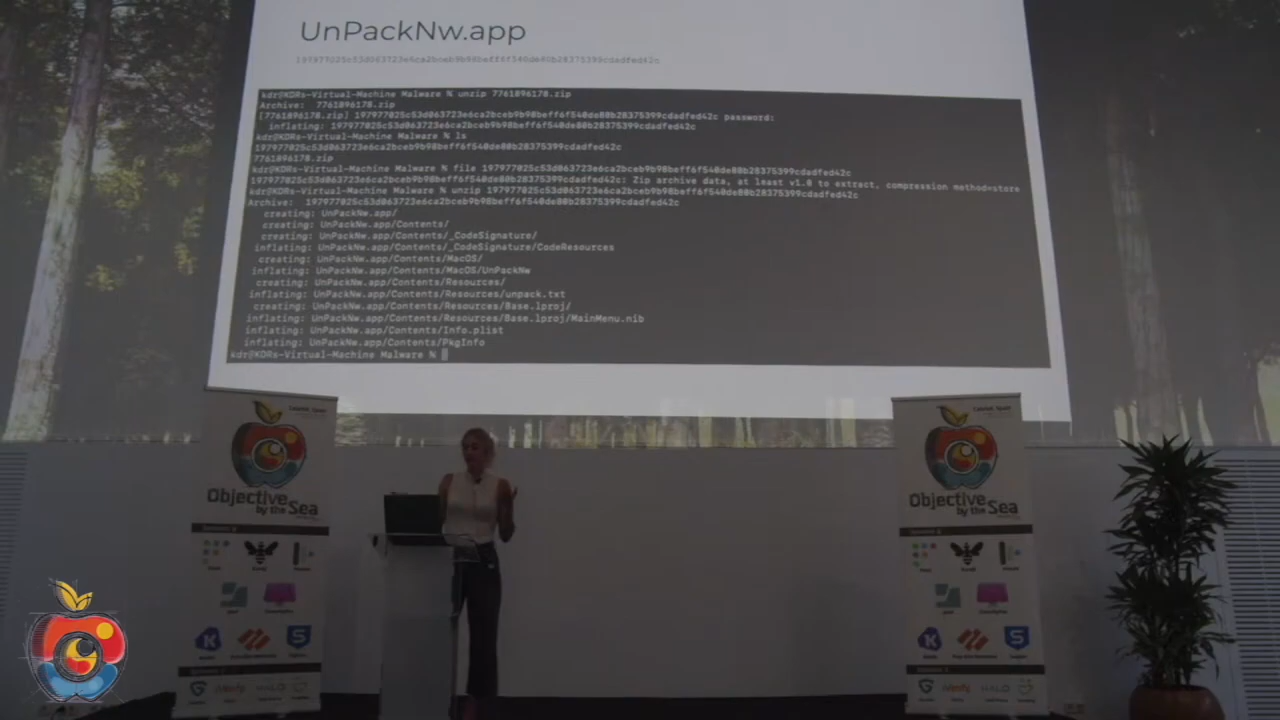 UnPackNw.app
197977025c53d063723e6ca2bceb9b98beff6f540de80b28375399cdadfed42c
kdr@KDRs-Virtual-Machine Malware % unzip 7761896178.zip
Archive:  7761896178.zip
[7761896178.zip] 197977025c53d063723e6ca2bceb9b98beff6f540de80b28375399cdadfed42c password:
inflating: 197977025c53d063723e6ca2bceb9b98beff6f540de80b28375399cdadfed42c
kdr@KDRs-Virtual-Machine Malware % ls
197977025c53d063723e6ca2bceb9b98beff6f540de80b28375399cdadfed42c
7761896178.zip
kdr@KDRs-Virtual-Machine Malware % file 197977025c53d063723e6ca2bceb9b98beff6f540de80b28375399cdadfed42c
197977025c53d063723e6ca2bceb9b98beff6f540de80b28375399cdadfed42c: Zip archive data, at least v1.0 to extract, compression method=store
kdr@KDRs-Virtual-Machine Malware % unzip 197977025c53d063723e6ca2bceb9b98beff6f540de80b28375399cdadfed42c
Archive:  197977025c53d063723e6ca2bceb9b98beff6f540de80b28375399cdadfed42c
creating: UnPackNw.app/
creating: UnPackNw.app/Contents/
creating: UnPackNw.app/Contents/_CodeSignature/
inflating: UnPackNw.app/Contents/_CodeSignature/CodeResources
creating: UnPackNw.app/Contents/MacOS/
inflating: UnPackNw.app/Contents/MacOS/UnPackNw
creating: UnPackNw.app/Contents/Resources/
inflating: UnPackNw.app/Contents/Resources/unpack.txt
creating: UnPackNw.app/Contents/Resources/Base.lproj/
inflating: UnPackNw.app/Contents/Resources/Base.lproj/MainMenu.nib
inflating: UnPackNw.app/Contents/Info.plist
inflating: UnPackNw.app/Contents/PkgInfo
kdr@KDRs-Virtual-Machine Malware %
Objective
by the Sea
Objective
by the Sea